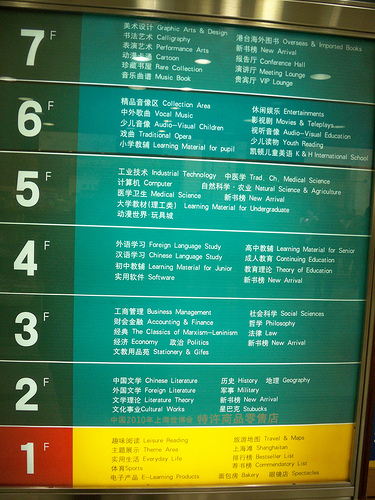 7F
美术设计 Graphic Arts & Design
书法艺术 Calligraphy
表演艺术 Performance Arts
动漫卡通 Cartoon
珍藏书屋 Rare Collection
音乐曲谱 Music Book
港台海外图书 Overseas & Imported Books
新书榜 New Arrival
报告厅 Conference Hall
讲演厅 Meeting Lounge
贵宾厅 VIP Lounge
6F
精品音像区 Collection Area
中外歌曲 Vocal Music
少儿音像 Audio-Visual Children
戏曲 Traditional Opera
小学教辅 Learning Material for pupil
休闲娱乐 Entertainments
影视剧 Movies & Teleplays
视听音像 Audio-Visual Education
少儿读物 Youth Reading
凯顿儿童美语 K & H International School
5F
工业技术 Industrial Technology 中医学 Trad. Ch. Medical Science
计算机 Computer 自然科学·农业 Natural Science & Agriculture
医学卫生 Medical Science 新书榜 New Arrival
大学教材(理工类) Learning Material for Undergraduate
动漫世界·玩具城
4F
外语学习 Foreign Language Study
汉语学习 Chinese Language Study
初中教辅 Learning Material for Junior
实用软件 Software
高中教辅 Learning Material for Senior
成人教育 Continuing Education
教育理论 Theory of Education
新书榜 New Arrival
3F
工商管理 Business Management
财会金融 Accounting & Finance
经典 The Classics of Marxism-Leninism
经济 Economy 政治 Politics
文教用品苑 Stationery & Gifes
社会科学 Social Sciences
哲学 Philosophy
法律 Law
新书榜 New Arrival
2F
中国文学 Chinese Literature
外国文学 Foreign Literature
文学理论 Literature Theory
文化事业 Cultural Works
历史 History 地理 Geography
军事 Military
新书榜 New Arrival
星巴克 Stubucks
中国2010年上海世博会 特许商品零售店
1F
趣味阅读 Leisure Reading
主题展示 Theme Area
实用生活 Everyday Life
体育 Sports
电子产品 E-Learning Products
旅游地图 Travel & Maps
上海滩 Shanghaitan
排行榜 Bestseller List
荐书榜 Commendatory List
面包房 Bakery 眼镜店 Spectacles